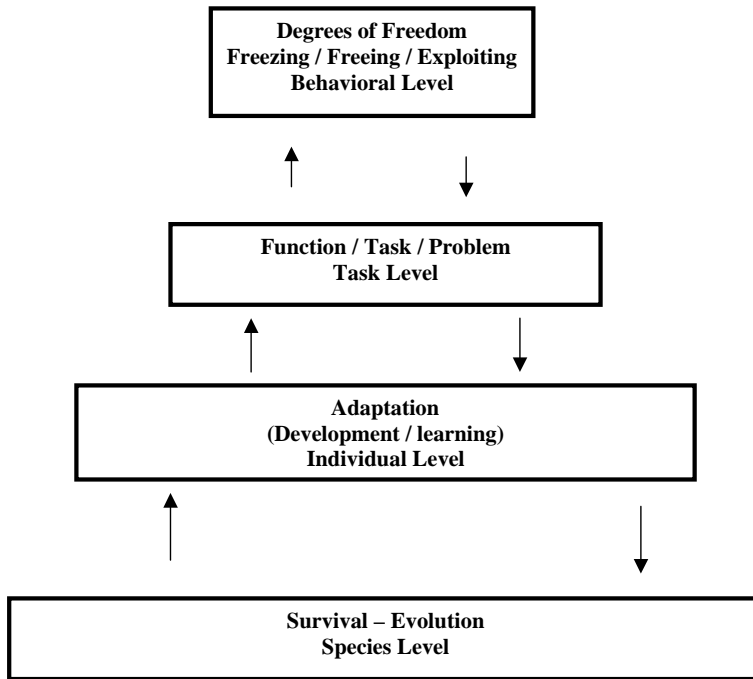 Degrees of Freedom
Freezing / Freeing / Exploiting
Behavioral Level
Function / Task / Problem
Task Level
Adaptation
(Development / learning)
Individual Level
Survival – Evolution
Species Level